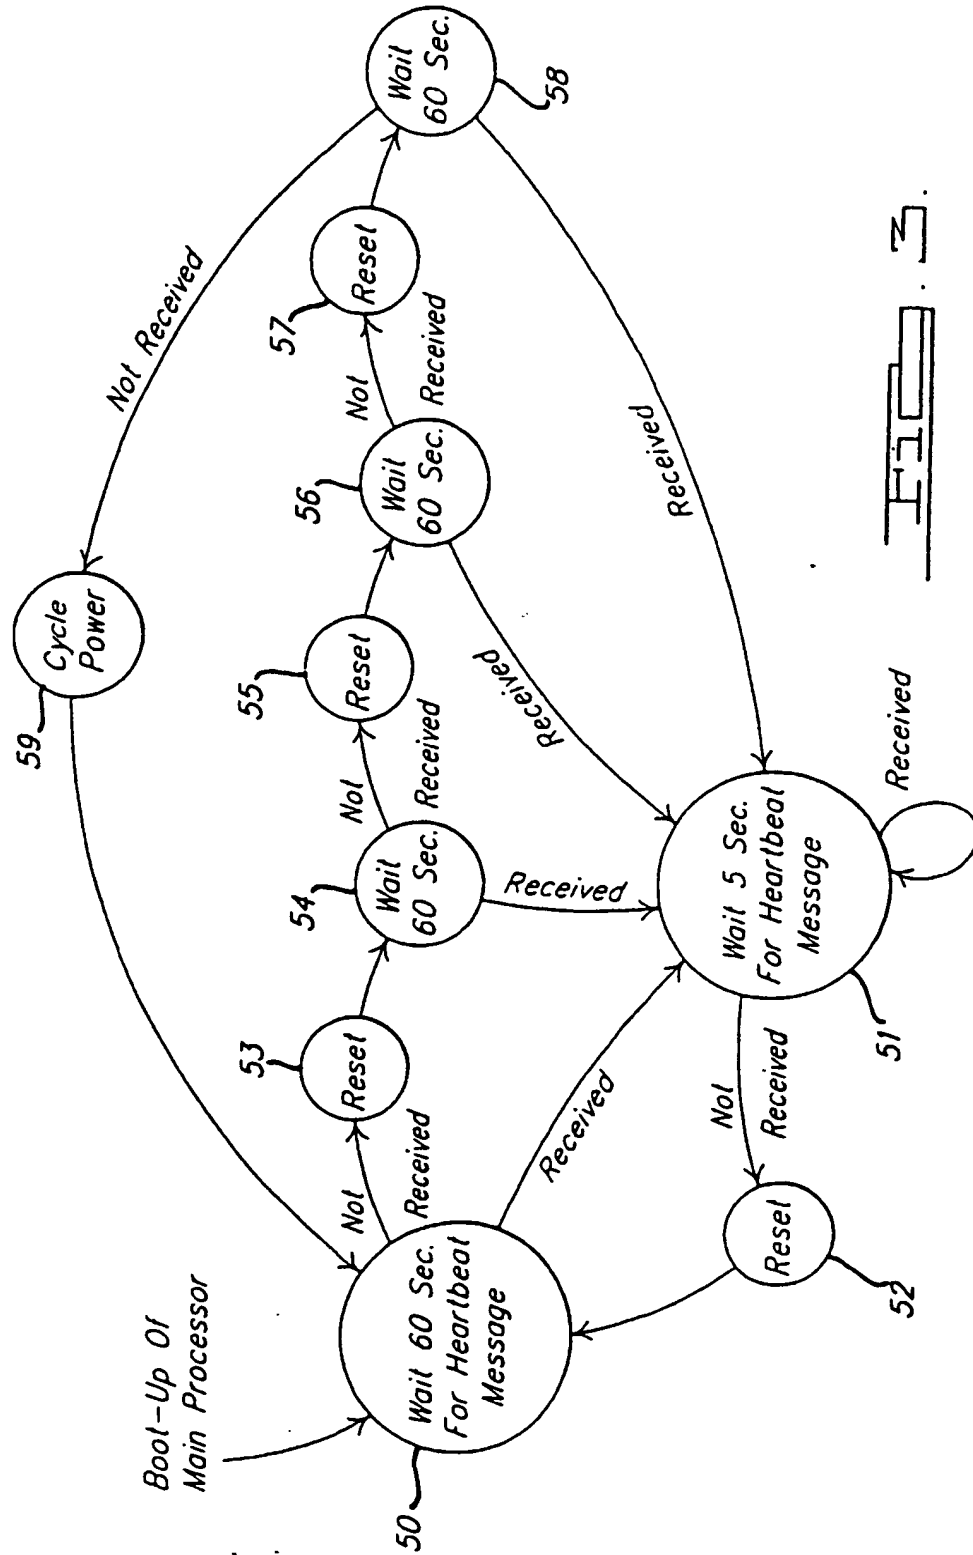 Boot-Up Of
Main Processor
50
Wait 60 Sec.
For Heartbeat
Message
Not
Received
53
Reset
54
Wait
60 Sec.
Not
Received
55
Reset
56
Wait
60 Sec.
Not
Received
57
Reset
58
Wait
60 Sec.
Not Received
59
Cycle
Power
Received
Received
Received
Received
51
Wait 5 Sec.
For Heartbeat
Message
Received
Not
Received
52
Reset
FIG. 3.